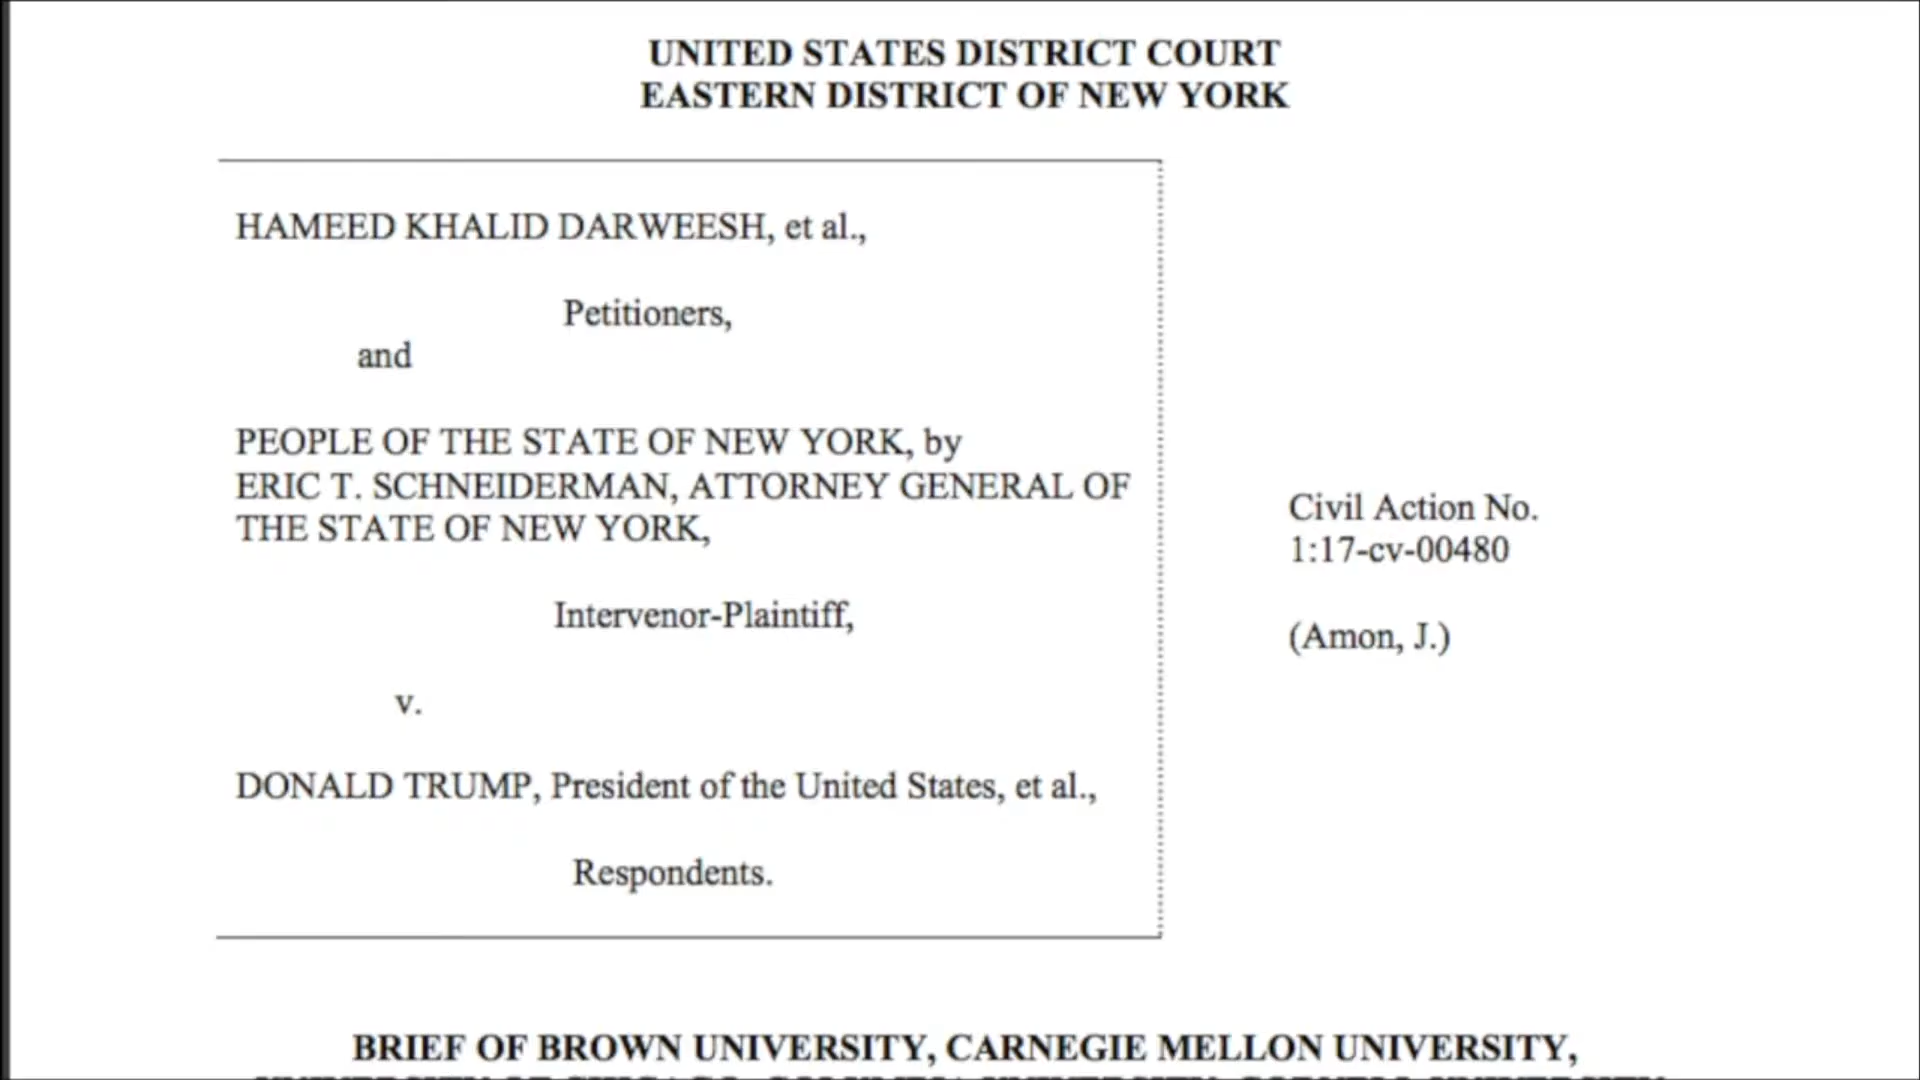 UNITED STATES DISTRICT COURT
EASTERN DISTRICT OF NEW YORK
HAMEED KHALID DARWEESH, et al.,
Petitioners,
and
PEOPLE OF THE STATE OF NEW YORK, by
ERIC T. SCHNEIDERMAN, ATTORNEY GENERAL OF
THE STATE OF NEW YORK,
Intervenor-Plaintiff,
v.
DONALD TRUMP, President of the United States, et al.,
Respondents.
Civil Action No.
1:17-cv-00480
(Amon, J.)
BRIEF OF BROWN UNIVERSITY, CARNEGIE MELLON UNIVERSITY,